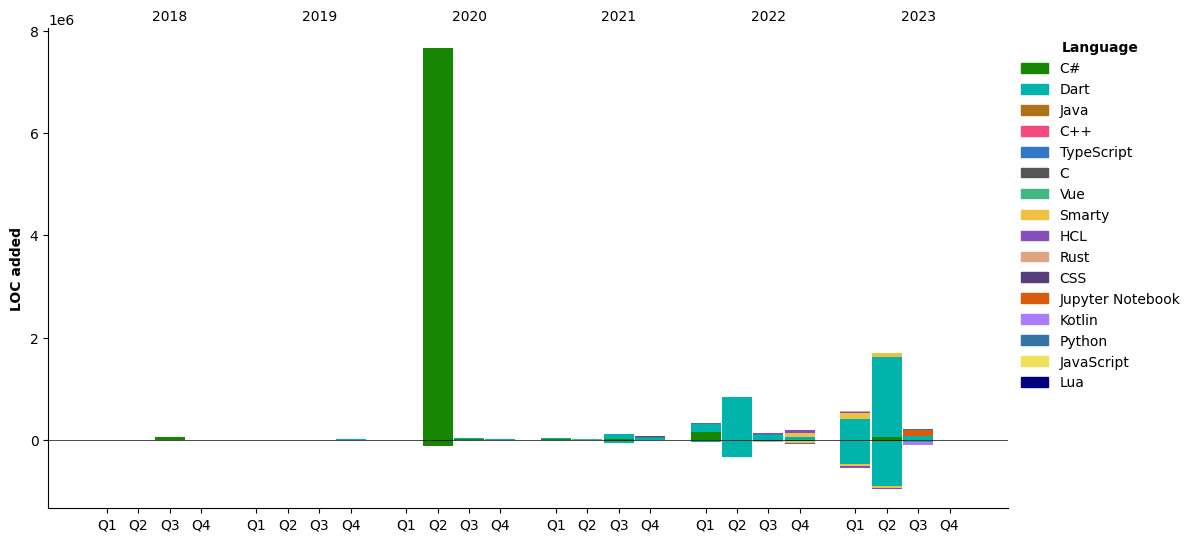 1e6
2018 2019 2020 2021 2022 2023
8
6
4
2
0
LOC added
Q1 Q2 Q3 Q4 Q1 Q2 Q3 Q4 Q1 Q2 Q3 Q4 Q1 Q2 Q3 Q4 Q1 Q2 Q3 Q4 Q1 Q2 Q3 Q4
Language
C#
Dart
Java
C++
TypeScript
C
Vue
Smarty
HCL
Rust
CSS
Jupyter Notebook
Kotlin
Python
JavaScript
Lua